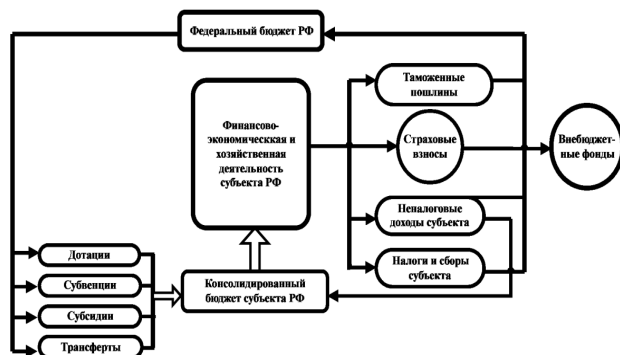 Федеральный бюджет РФ
Финансово-
экономическкая и
хозяйственная
деятельность
субъекта РФ
Таможенные
пошлины
Страховые
взносы
Внебюджет-
ные фонды
Неналоговые
доходы субъекта
Налоги и сборы
субъекта
Дотации
Субвенции
Субсидии
Трансферты
Консолидированный
бюджет субъекта РФ